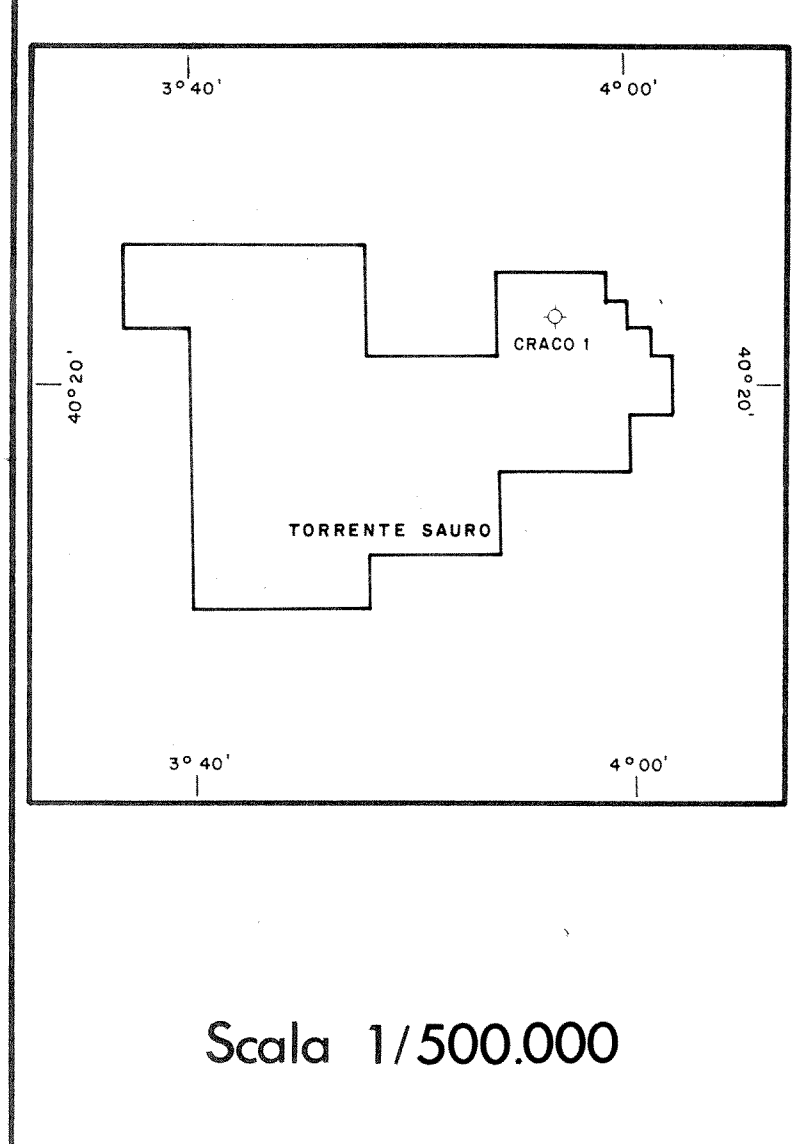 3° 40' 4° 00'
CRACO 1
40° 20' 40° 20'
TORRENTE SAURO
3° 40' 4° 00'
Scala 1/500.000